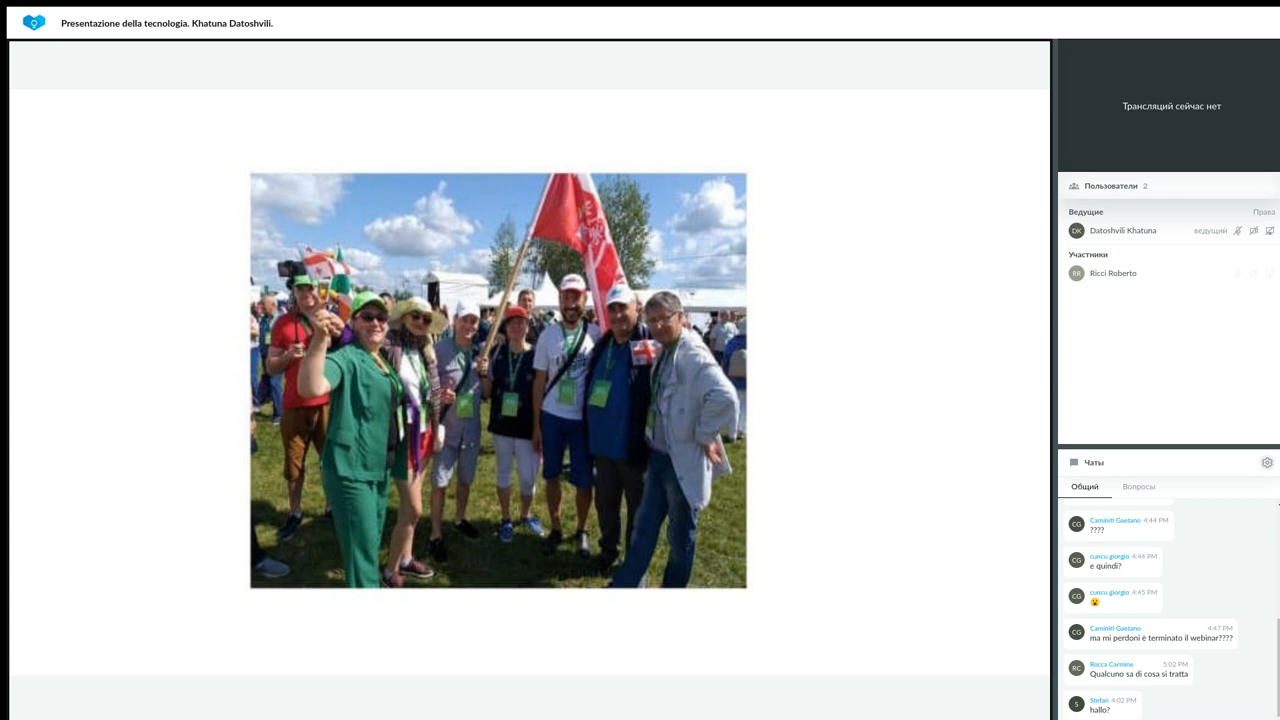 Presentazione della tecnologia. Khatuna Datoshvili.
Трансляций сейчас нет
Пользователи 2
Ведущие Права
DK Datoshvili Khatuna ведущий
Участники
RR Ricci Roberto
Чаты
Общий Вопросы
CG Caminiti Gaetano 4:44 PM
????
CG cuncu giorgio 4:44 PM
e quindi?
CG cuncu giorgio 4:45 PM
😮
CG Caminiti Gaetano 4:47 PM
ma mi perdoni è terminato il webinar????
RC Rocca Carmine 5:02 PM
Qualcuno sa di cosa si tratta
S Stefan 4:02 PM
hallo?